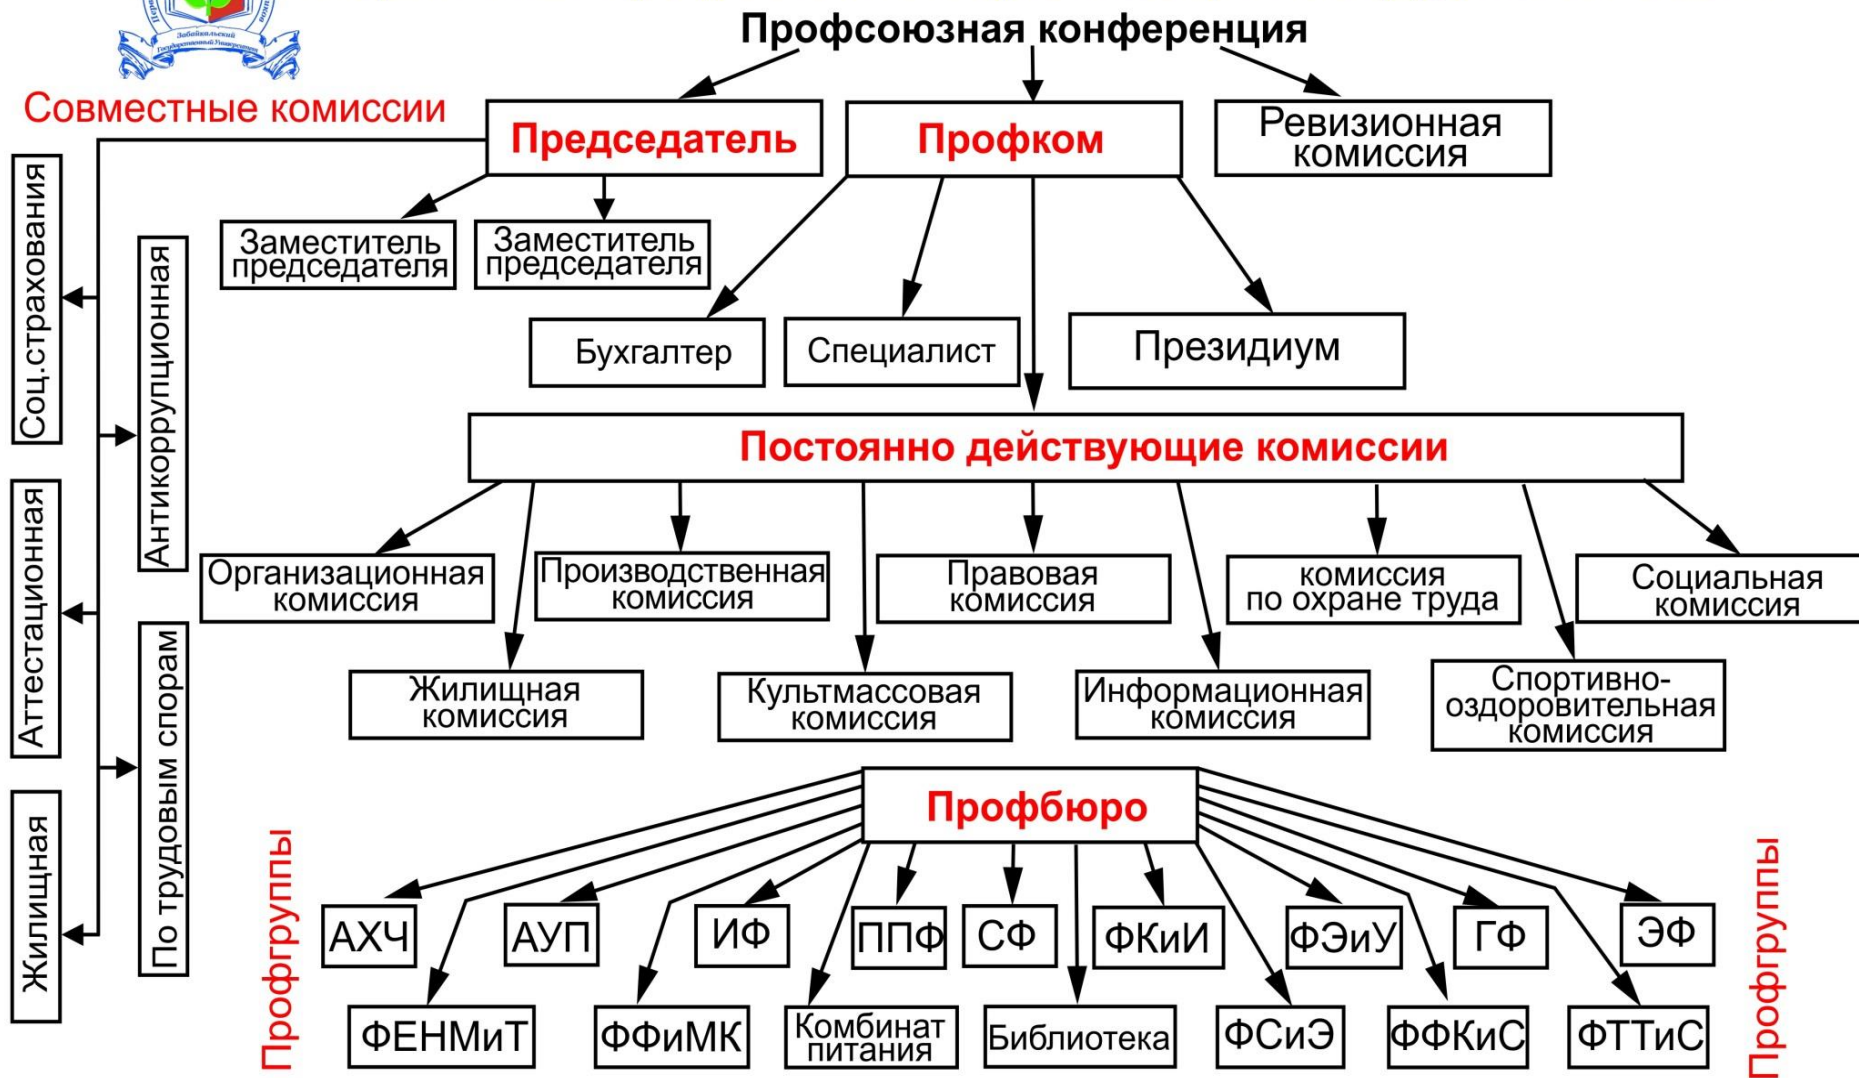 Забайкальский
Государственный Университет
Профсоюзная конференция
Совместные комиссии
Председатель
Профком
Ревизионная
комиссия
Заместитель
председателя
Заместитель
председателя
Бухгалтер
Специалист
Президиум
Соц.страхования
Антикоррупционная
Аттестационная
По трудовым спорам
Жилищная
Постоянно действующие комиссии
Организационная
комиссия
Производственная
комиссия
Правовая
комиссия
комиссия
по охране труда
Социальная
комиссия
Жилищная
комиссия
Культмассовая
комиссия
Информационная
комиссия
Спортивно-
оздоровительная
комиссия
Профбюро
Профгруппы
АХЧ
АУП
ИФ
ППФ
СФ
ФКиИ
ФЭиУ
ГФ
ЭФ
Профгруппы
ФЕНМиТ
ФФиМК
Комбинат
питания
Библиотека
ФСиЭ
ФФКиС
ФТТиС